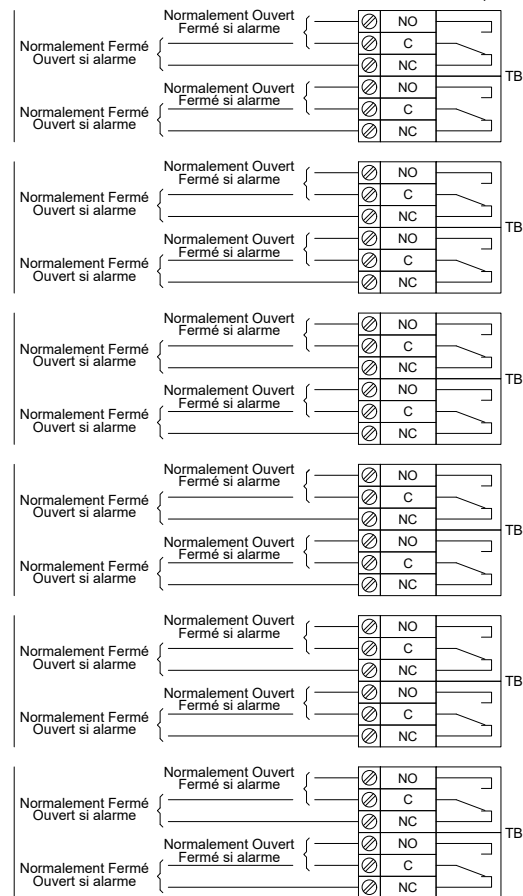 Normalement Ouvert
Fermé si alarme
NO
Normalement Fermé
Ouvert si alarme
C
NC
TB
Normalement Ouvert
Fermé si alarme
NO
Normalement Fermé
Ouvert si alarme
C
NC
Normalement Ouvert
Fermé si alarme
NO
Normalement Fermé
Ouvert si alarme
C
NC
TB
Normalement Ouvert
Fermé si alarme
NO
Normalement Fermé
Ouvert si alarme
C
NC
Normalement Ouvert
Fermé si alarme
NO
Normalement Fermé
Ouvert si alarme
C
NC
TB
Normalement Ouvert
Fermé si alarme
NO
Normalement Fermé
Ouvert si alarme
C
NC
Normalement Ouvert
Fermé si alarme
NO
Normalement Fermé
Ouvert si alarme
C
NC
TB
Normalement Ouvert
Fermé si alarme
NO
Normalement Fermé
Ouvert si alarme
C
NC
Normalement Ouvert
Fermé si alarme
NO
Normalement Fermé
Ouvert si alarme
C
NC
TB
Normalement Ouvert
Fermé si alarme
NO
Normalement Fermé
Ouvert si alarme
C
NC
Normalement Ouvert
Fermé si alarme
NO
Normalement Fermé
Ouvert si alarme
C
NC
TB
Normalement Ouvert
Fermé si alarme
NO
Normalement Fermé
Ouvert si alarme
C
NC